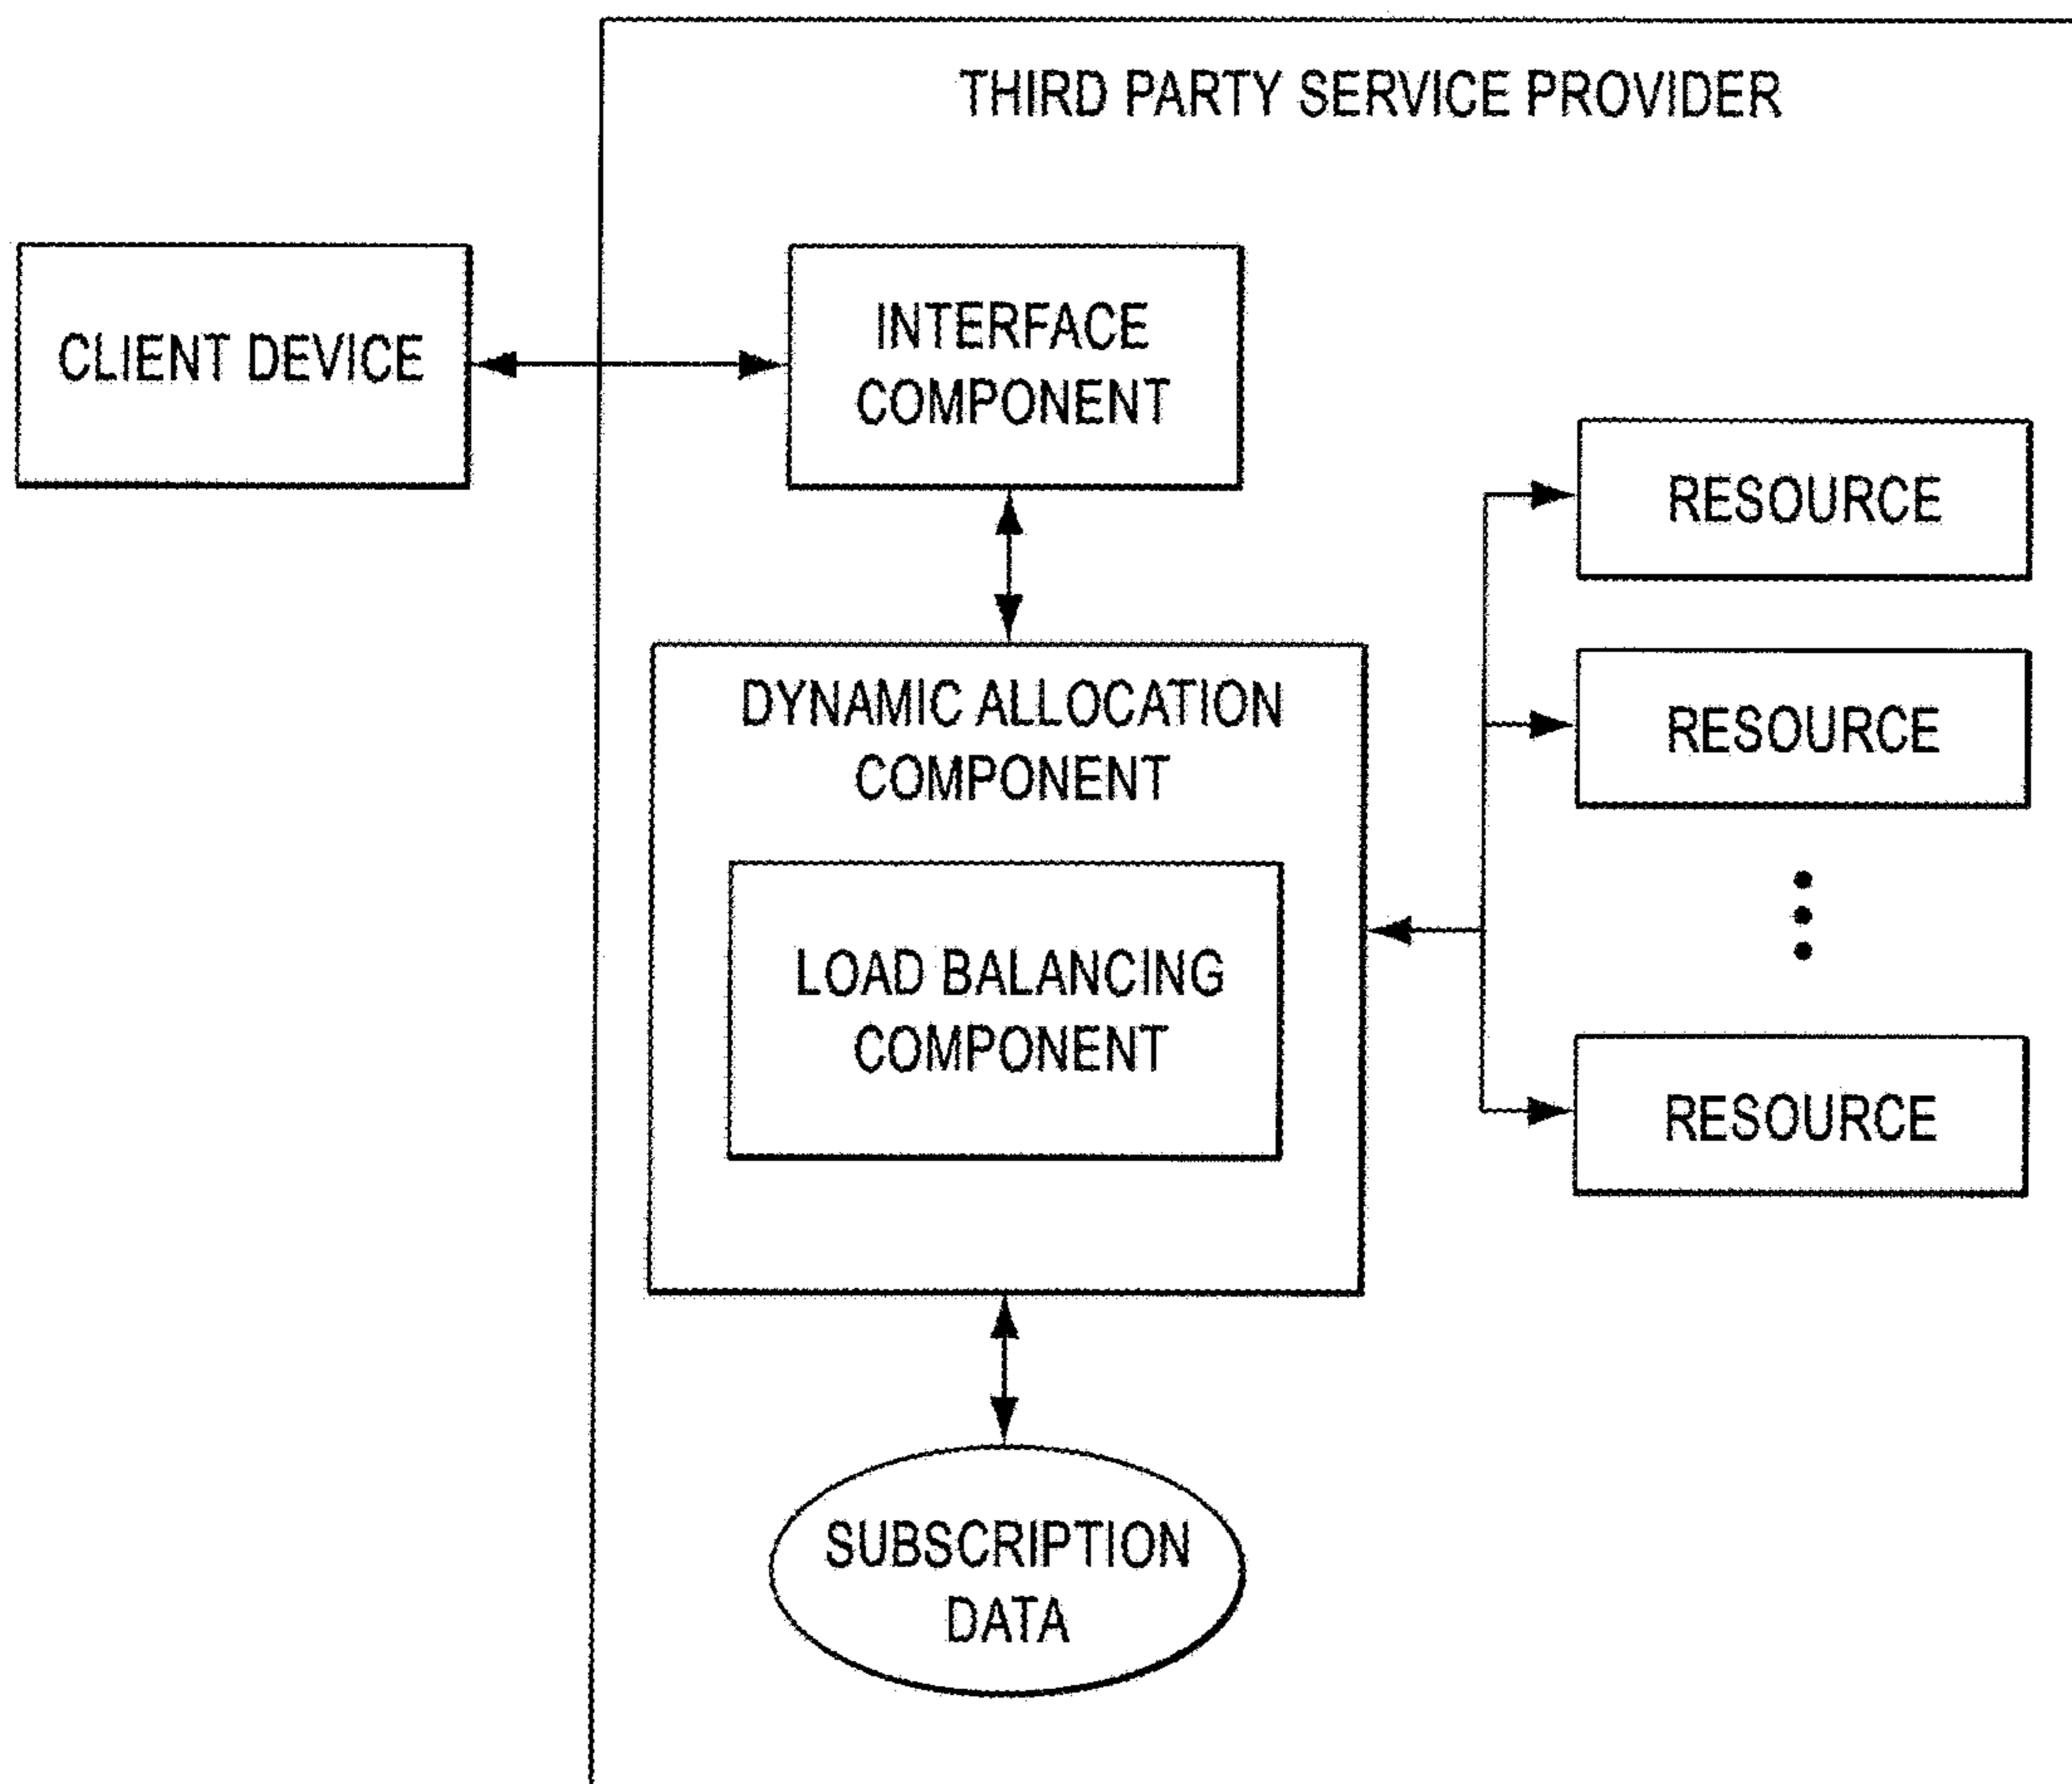 THIRD PARTY SERVICE PROVIDER
CLIENT DEVICE
INTERFACE
COMPONENT
RESOURCE
DYNAMIC ALLOCATION
COMPONENT
RESOURCE
LOAD BALANCING
COMPONENT
RESOURCE
SUBSCRIPTION
DATA